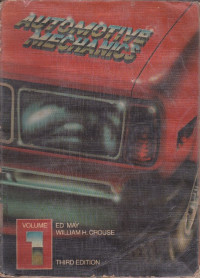 AUTOMOTIVE
MECHANICS
VOLUME
1
ED MAY
WILLIAM H. CROUSE
THIRD EDITION